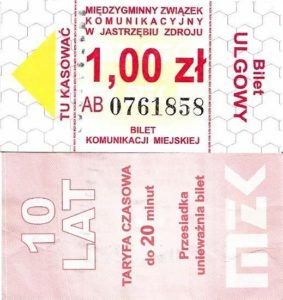 MIĘDZYGMINNY ZWIĄZEK
KOMUNIKACYJNY
W JASTRZĘBIU ZDROJU
TU KASOWAĆ
1,00 zł
AB 0761858
BILET
KOMUNIKACJI MIEJSKIEJ
Bilet
ULGOWY
10
LAT
TARYFA CZASOWA
do 20 minut
Przesiadka
unieważnia bilet
MZK